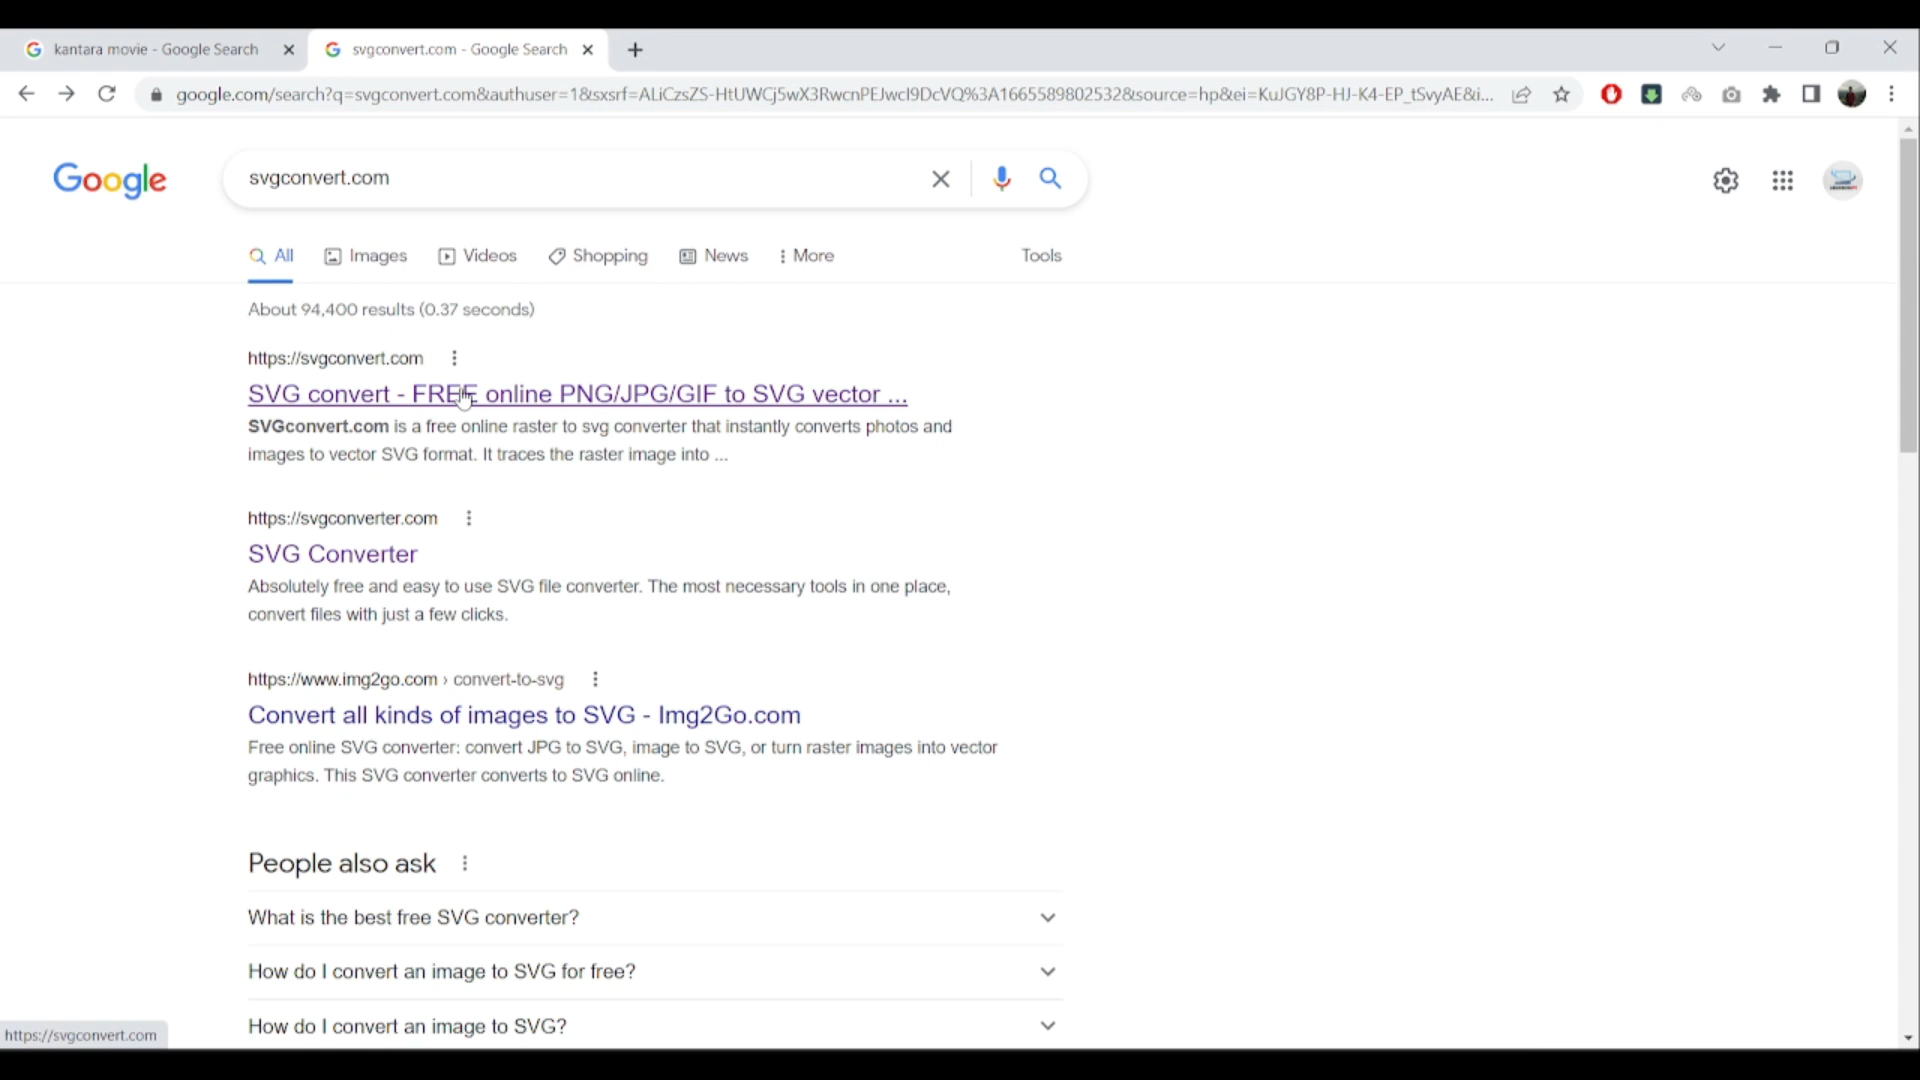 kantara movie - Google Search
svgconvert.com - Google Search
google.com/search?q=svgconvert.com&authuser=1&sxsrf=ALiCzsZS-HtUWCj5wX3RwcnPEJwcI9DcVQ%3A1665589802532&source=hp&ei=KuJGY8P-HJ-K4-EP_tSvyAE&i...
Google
svgconvert.com
All
Images
Videos
Shopping
News
More
Tools
About 94,400 results (0.37 seconds)
https://svgconvert.com
SVG convert - FREE online PNG/JPG/GIF to SVG vector ...
SVGconvert.com is a free online raster to svg converter that instantly converts photos and
images to vector SVG format. It traces the raster image into ...
https://svgconverter.com
SVG Converter
Absolutely free and easy to use SVG file converter. The most necessary tools in one place,
convert files with just a few clicks.
https://www.img2go.com › convert-to-svg
Convert all kinds of images to SVG - Img2Go.com
Free online SVG converter: convert JPG to SVG, image to SVG, or turn raster images into vector
graphics. This SVG converter converts to SVG online.
People also ask
What is the best free SVG converter?
How do I convert an image to SVG for free?
How do I convert an image to SVG?
https://svgconvert.com